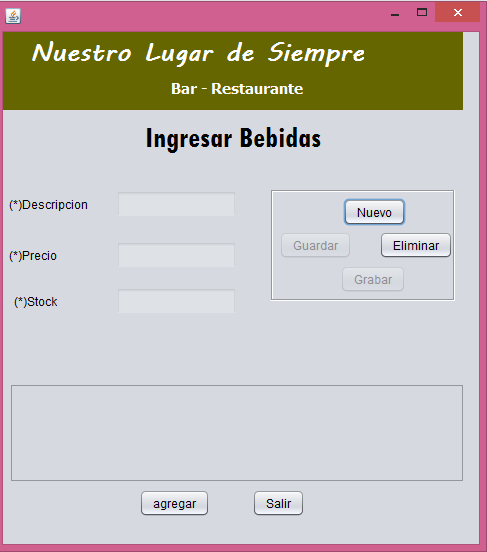 Nuestro Lugar de Siempre
Bar - Restaurante
Ingresar Bebidas
(*)Descripcion
Nuevo
Guardar
Eliminar
(*)Precio
Grabar
(*)Stock
agregar
Salir